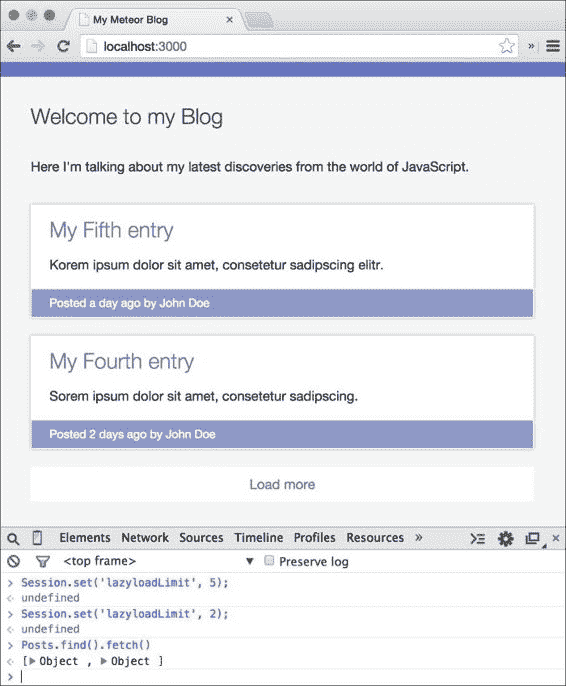 My Meteor Blog
localhost:3000
Welcome to my Blog
Here I'm talking about my latest discoveries from the world of JavaScript.
My Fifth entry
Korem ipsum dolor sit amet, consetetur sadipscing elitr.
Posted a day ago by John Doe
My Fourth entry
Sorem ipsum dolor sit amet, consetetur sadipscing.
Posted 2 days ago by John Doe
Load more
Elements Network Sources Timeline Profiles Resources »
<top frame> Preserve log
> Session.set('lazyloadLimit', 5);
< undefined
> Session.set('lazyloadLimit', 2);
< undefined
> Posts.find().fetch()
< [▶Object , ▶Object ]
>